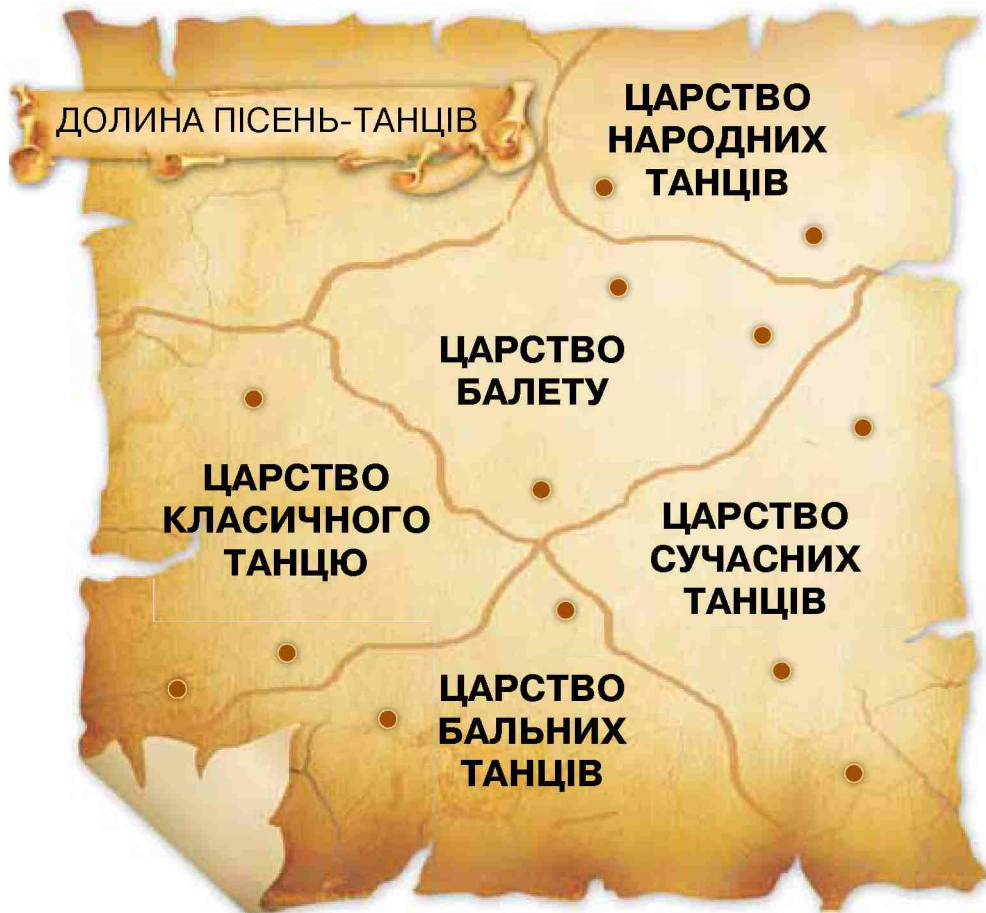 ДОЛИНА ПІСЕНЬ-ТАНЦІВ
ЦАРСТВО
НАРОДНИХ
ТАНЦІВ
ЦАРСТВО
БАЛЕТУ
ЦАРСТВО
КЛАСИЧНОГО
ТАНЦЮ
ЦАРСТВО
СУЧАСНИХ
ТАНЦІВ
ЦАРСТВО
БАЛЬНИХ
ТАНЦІВ